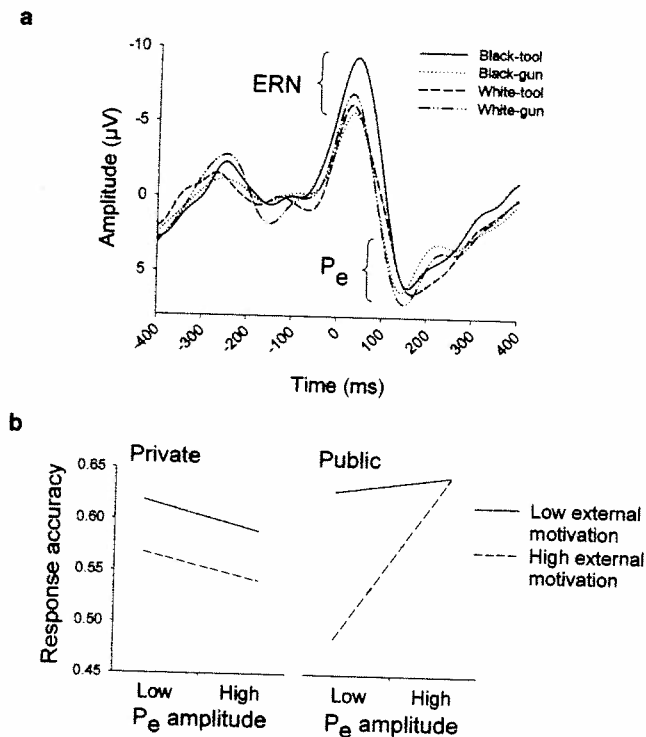 a
-10
-5
0
5
Amplitude (µV)
ERN
Pe
Black-tool
Black-gun
White-tool
White-gun
-400
-300
-200
-100
0
100
200
300
400
Time (ms)
b
Private
Public
0.65
0.60
0.55
0.50
0.45
Response accuracy
Low external
motivation
High external
motivation
Low High
Low High
Pe amplitude
Pe amplitude